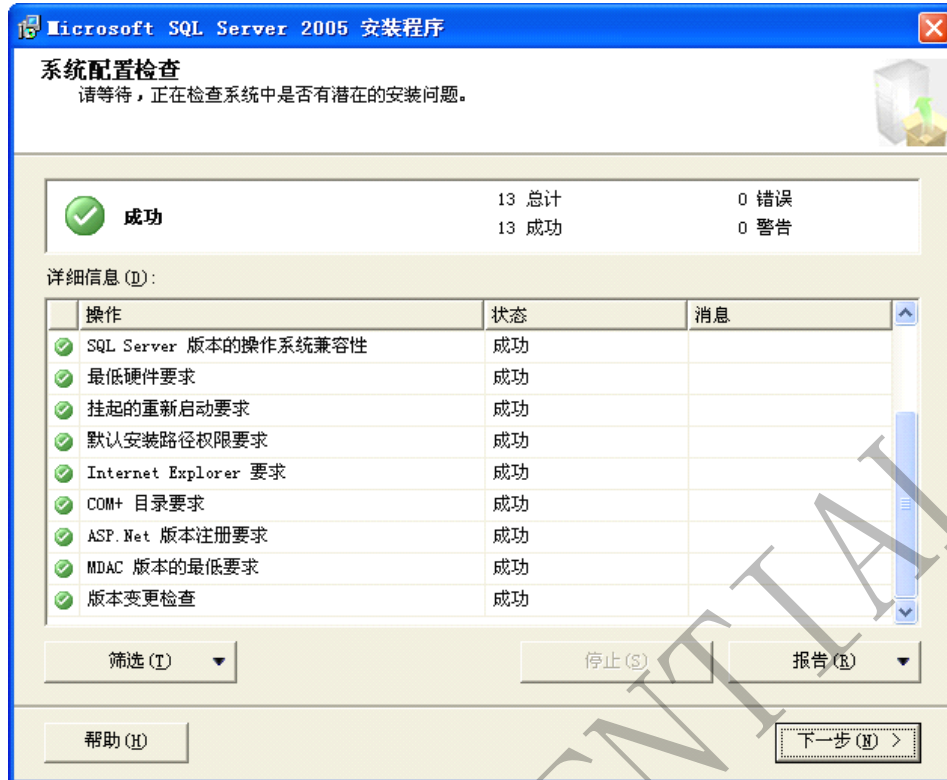 Microsoft SQL Server 2005 安装程序
系统配置检查
请等待，正在检查系统中是否有潜在的安装问题。
成功
13 总计
0 错误
13 成功
0 警告
详细信息(D):
操作 状态 消息
SQL Server 版本的操作系统兼容性 成功
最低硬件要求 成功
挂起的重新启动要求 成功
默认安装路径权限要求 成功
Internet Explorer 要求 成功
COM+ 目录要求 成功
ASP.Net 版本注册要求 成功
MDAC 版本的最低要求 成功
版本变更检查 成功
筛选(T) 停止(S) 报告(R)
帮助(H) 下一步(N) >
ENTIAL